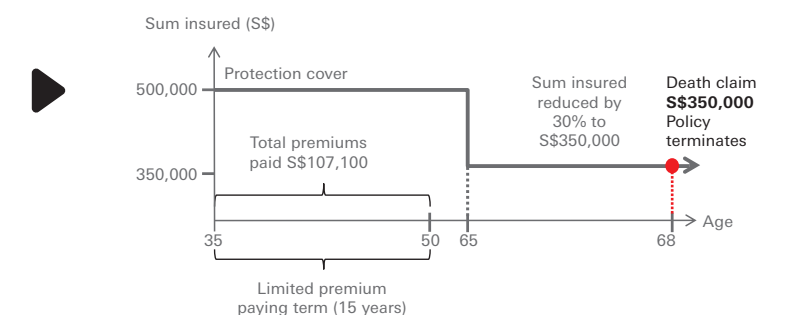 Sum insured (S$)
Protection cover
500,000
Sum insured
reduced by
30% to
S$350,000
Death claim
S$350,000
Policy
terminates
Total premiums
paid S$107,100
350,000
Age
35
50
65
68
Limited premium
paying term (15 years)